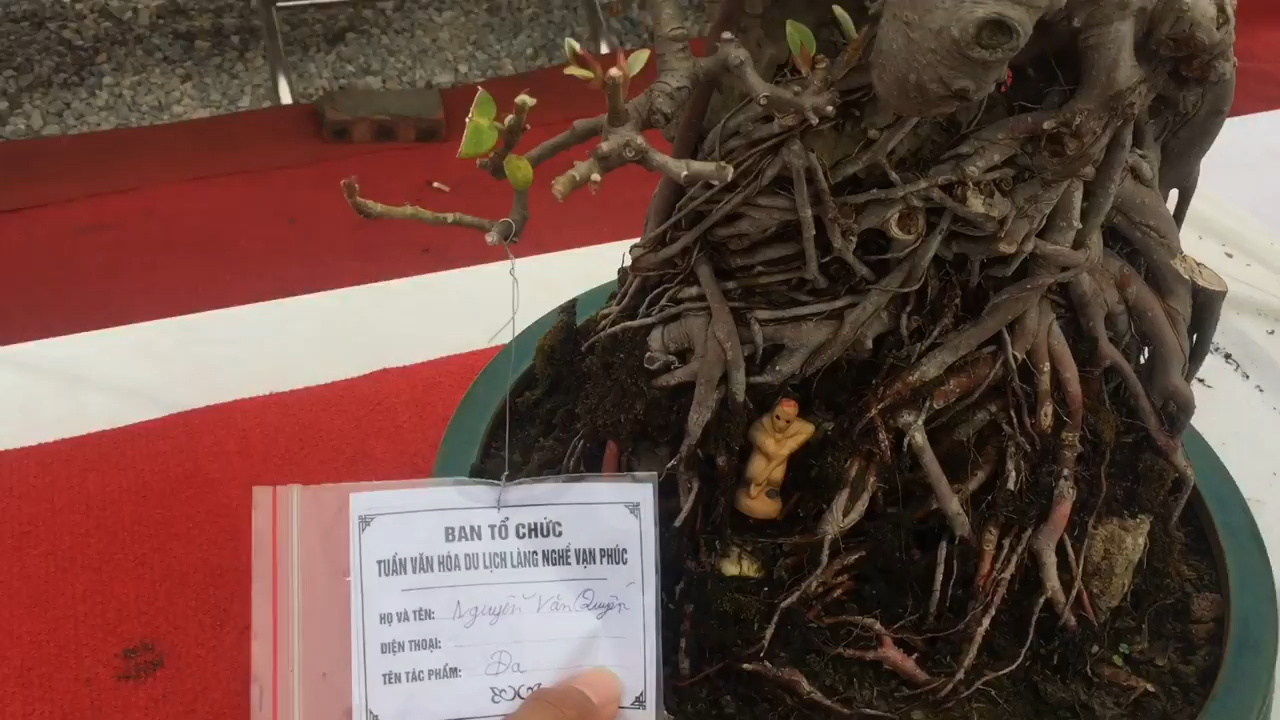 BAN TỔ CHỨC
TUẦN VĂN HÓA DU LỊCH LÀNG NGHỀ VẠN PHÚC
HỌ VÀ TÊN: Nguyễn Văn Quyến
ĐIỆN THOẠI:
TÊN TÁC PHẨM: Đa